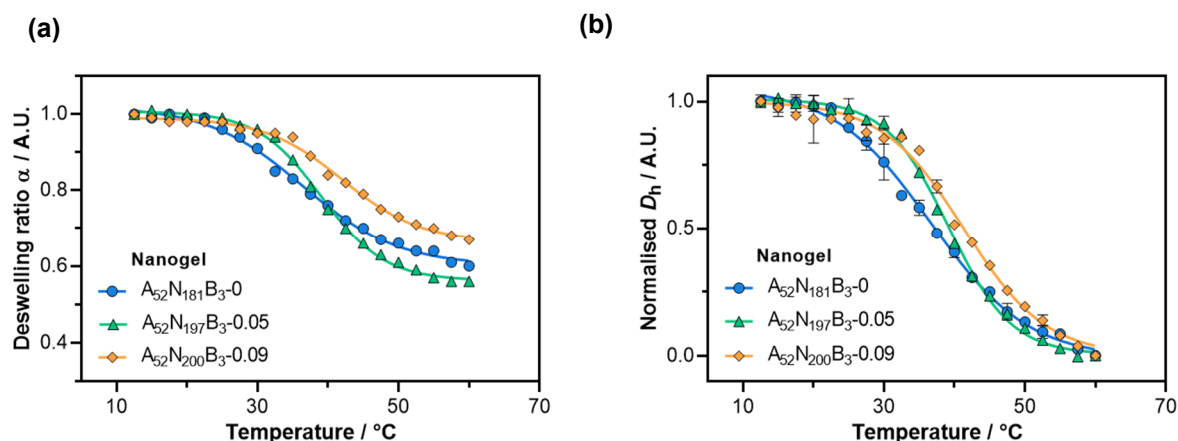 (a)
Deswelling ratio α / A.U.
1.0
0.8
0.6
0.4
Nanogel
A₅₂N₁₈₁B₃-0
A₅₂N₁₉₇B₃-0.05
A₅₂N₂₀₀B₃-0.09
10 30 50 70
Temperature / °C
(b)
Normalised Dₕ / A.U.
1.0
0.5
0.0
Nanogel
A₅₂N₁₈₁B₃-0
A₅₂N₁₉₇B₃-0.05
A₅₂N₂₀₀B₃-0.09
10 30 50 70
Temperature / °C